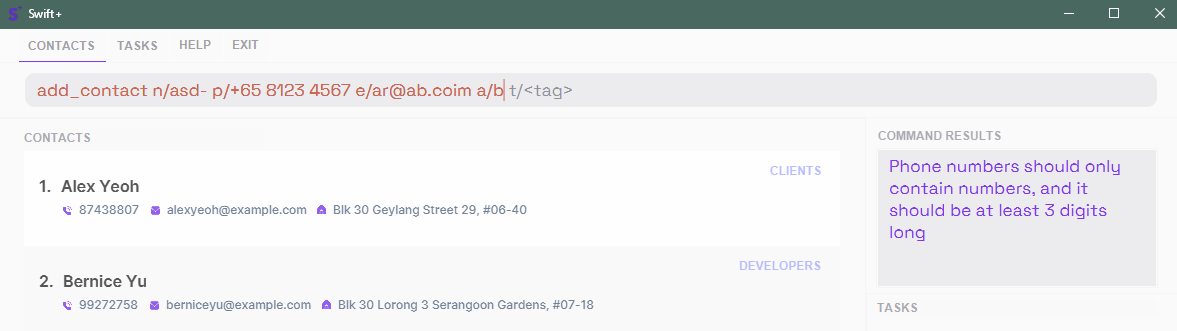 Swift+
CONTACTS TASKS HELP EXIT
add_contact n/asd- p/+65 8123 4567 e/ar@ab.coim a/b t/<tag>
CONTACTS
CLIENTS
1. Alex Yeoh
87438807 alexyeoh@example.com Blk 30 Geylang Street 29, #06-40
DEVELOPERS
2. Bernice Yu
99272758 berniceyu@example.com Blk 30 Lorong 3 Serangoon Gardens, #07-18
COMMAND RESULTS
Phone numbers should only
contain numbers, and it
should be at least 3 digits
long
TASKS